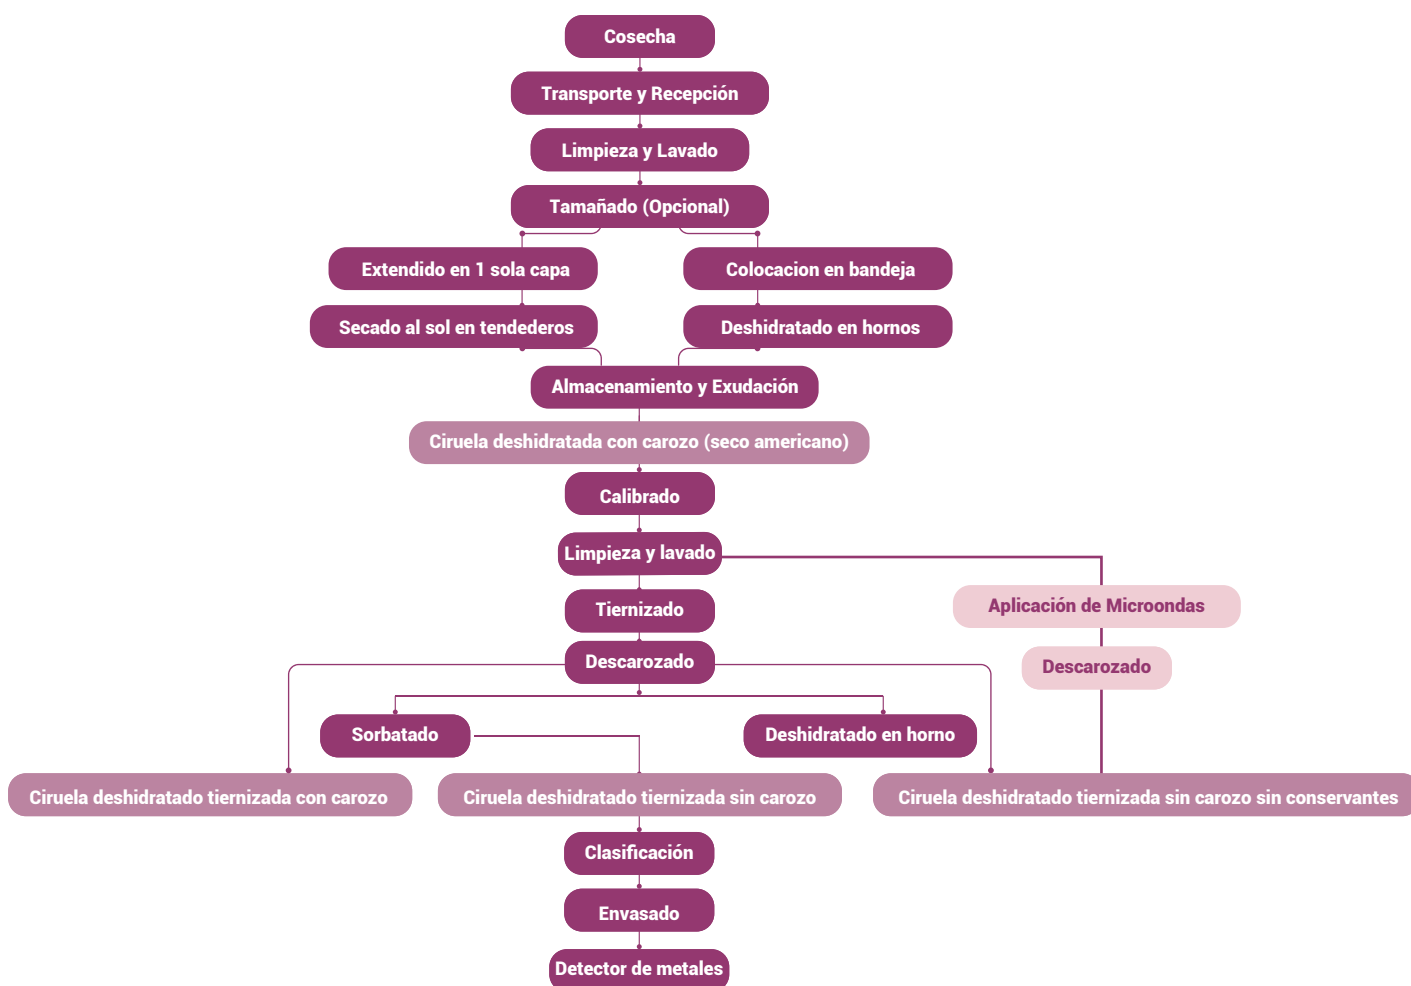 Cosecha
Transporte y Recepción
Limpieza y Lavado
Tamañado (Opcional)
Extendido en 1 sola capa
Colocacion en bandeja
Secado al sol en tendederos
Deshidratado en hornos
Almacenamiento y Exudación
Ciruela deshidratada con carozo (seco americano)
Calibrado
Limpieza y lavado
Tiernizado
Aplicación de Microondas
Descarozado
Descarozado
Sorbatado
Deshidratado en horno
Ciruela deshidratado tiernizada con carozo
Ciruela deshidratado tiernizada sin carozo
Ciruela deshidratado tiernizada sin carozo sin conservantes
Clasificación
Envasado
Detector de metales